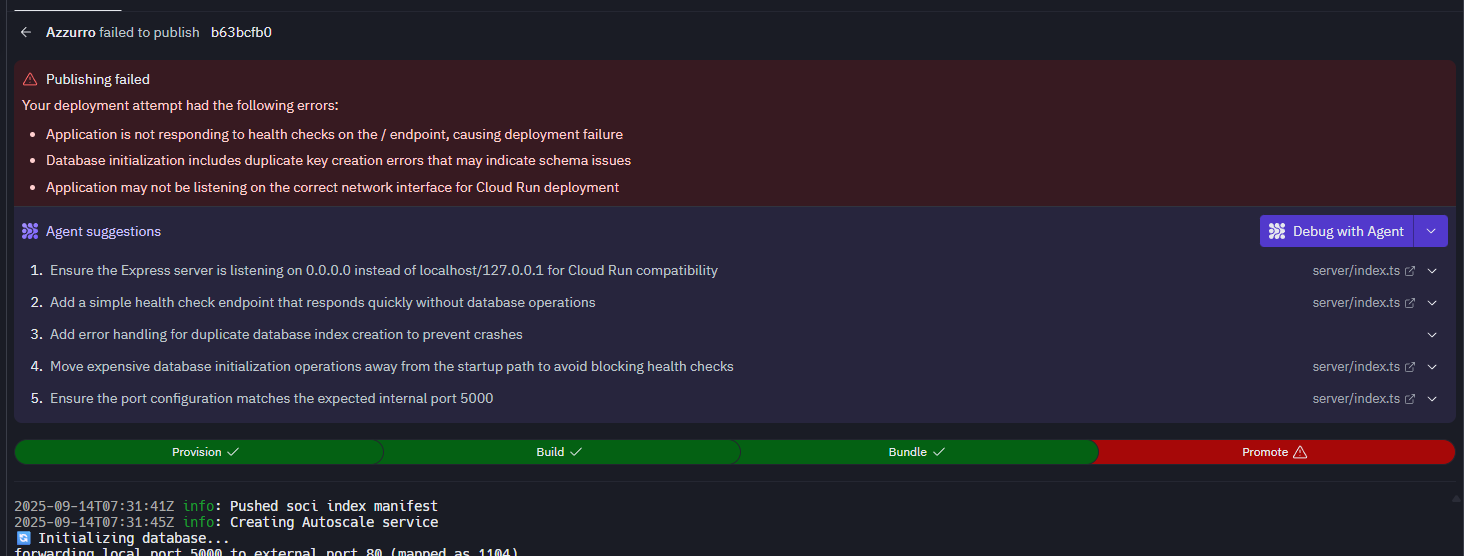 Azzurro failed to publish b63bcfb0
Publishing failed
Your deployment attempt had the following errors:
Application is not responding to health checks on the / endpoint, causing deployment failure
Database initialization includes duplicate key creation errors that may indicate schema issues
Application may not be listening on the correct network interface for Cloud Run deployment
Agent suggestions
Debug with Agent
1. Ensure the Express server is listening on 0.0.0.0 instead of localhost/127.0.0.1 for Cloud Run compatibility server/index.ts
2. Add a simple health check endpoint that responds quickly without database operations server/index.ts
3. Add error handling for duplicate database index creation to prevent crashes
4. Move expensive database initialization operations away from the startup path to avoid blocking health checks server/index.ts
5. Ensure the port configuration matches the expected internal port 5000 server/index.ts
Provision Build Bundle Promote
2025-09-14T07:31:41Z info: Pushed soci index manifest
2025-09-14T07:31:45Z info: Creating Autoscale service
Initializing database...
forwarding local port 5000 to external port 80 (mapped as 1104)